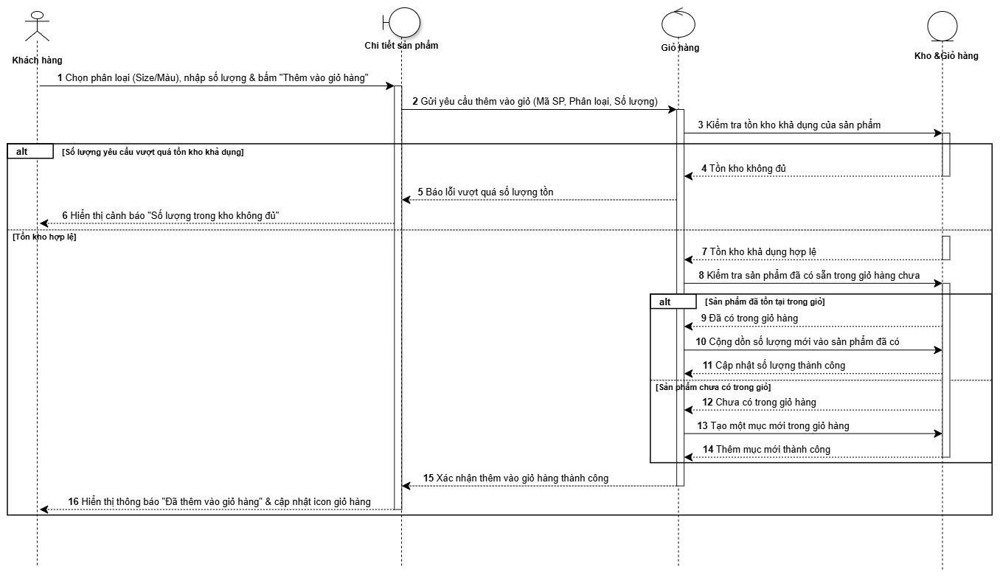 Khách hàng
Chi tiết sản phẩm
Giỏ hàng
Kho &Giỏ hàng
1 Chọn phân loại (Size/Màu), nhập số lượng & bấm "Thêm vào giỏ hàng"
2 Gửi yêu cầu thêm vào giỏ (Mã SP, Phân loại, Số lượng)
3 Kiểm tra tồn kho khả dụng của sản phẩm
alt [Số lượng yêu cầu vượt quá tồn kho khả dụng]
4 Tồn kho không đủ
5 Báo lỗi vượt quá số lượng tồn
6 Hiển thị cảnh báo "Số lượng trong kho không đủ"
[Tồn kho hợp lệ]
7 Tồn kho khả dụng hợp lệ
8 Kiểm tra sản phẩm đã có sẵn trong giỏ hàng chưa
alt [Sản phẩm đã tồn tại trong giỏ]
9 Đã có trong giỏ hàng
10 Cộng dồn số lượng mới vào sản phẩm đã có
11 Cập nhật số lượng thành công
[Sản phẩm chưa có trong giỏ]
12 Chưa có trong giỏ hàng
13 Tạo một mục mới trong giỏ hàng
14 Thêm mục mới thành công
15 Xác nhận thêm vào giỏ hàng thành công
16 Hiển thị thông báo "Đã thêm vào giỏ hàng" & cập nhật icon giỏ hàng